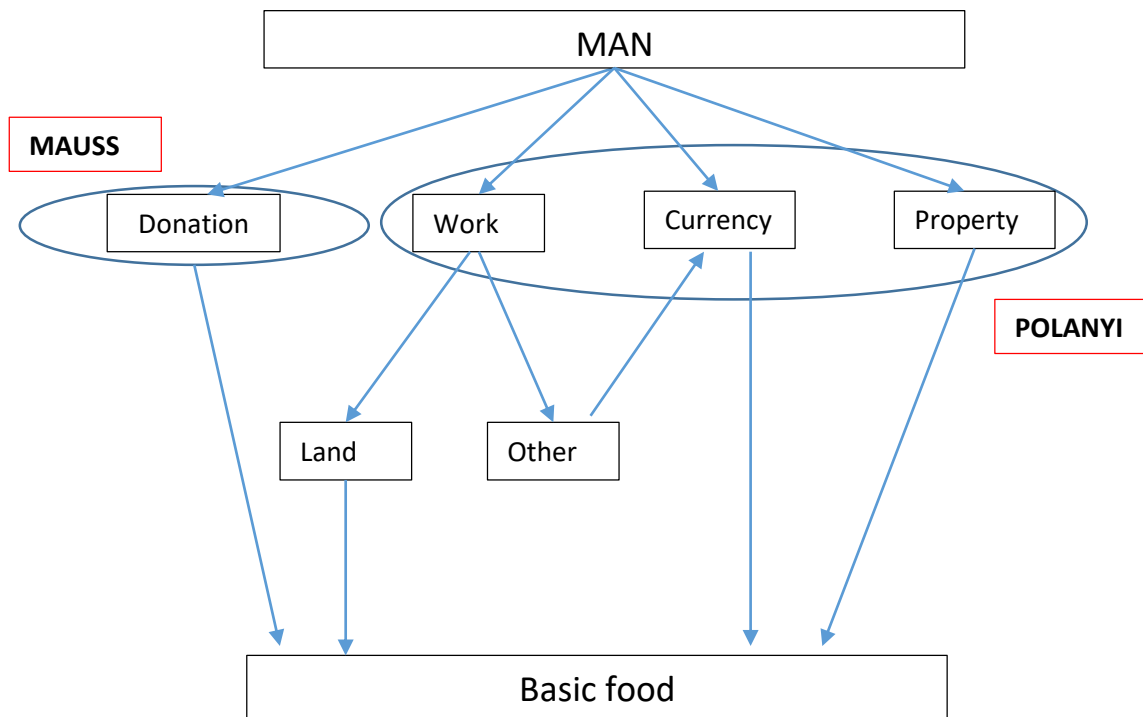 MAN
MAUSS
Donation
Work
Currency
Property
POLANYI
Land
Other
Basic food